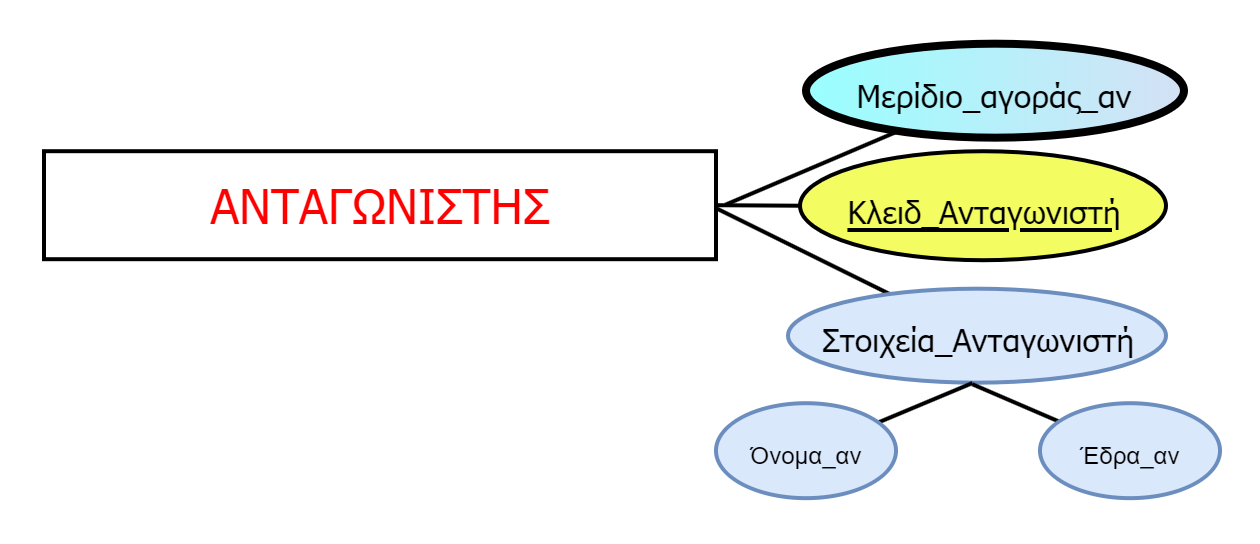 Μερίδιο_αγοράς_αν
ΑΝΤΑΓΩΝΙΣΤΗΣ
Κλειδ_Ανταγωνιστή
Στοιχεία_Ανταγωνιστή
Όνομα_αν
Έδρα_αν